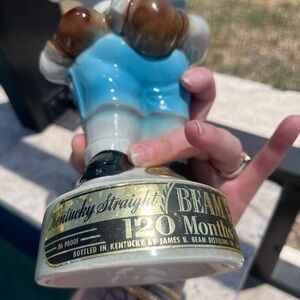 Kentucky Straight BEAM
120 Months
86 PROOF
BOTTLED IN KENTUCKY BY JAMES B. BEAM DISTILLING